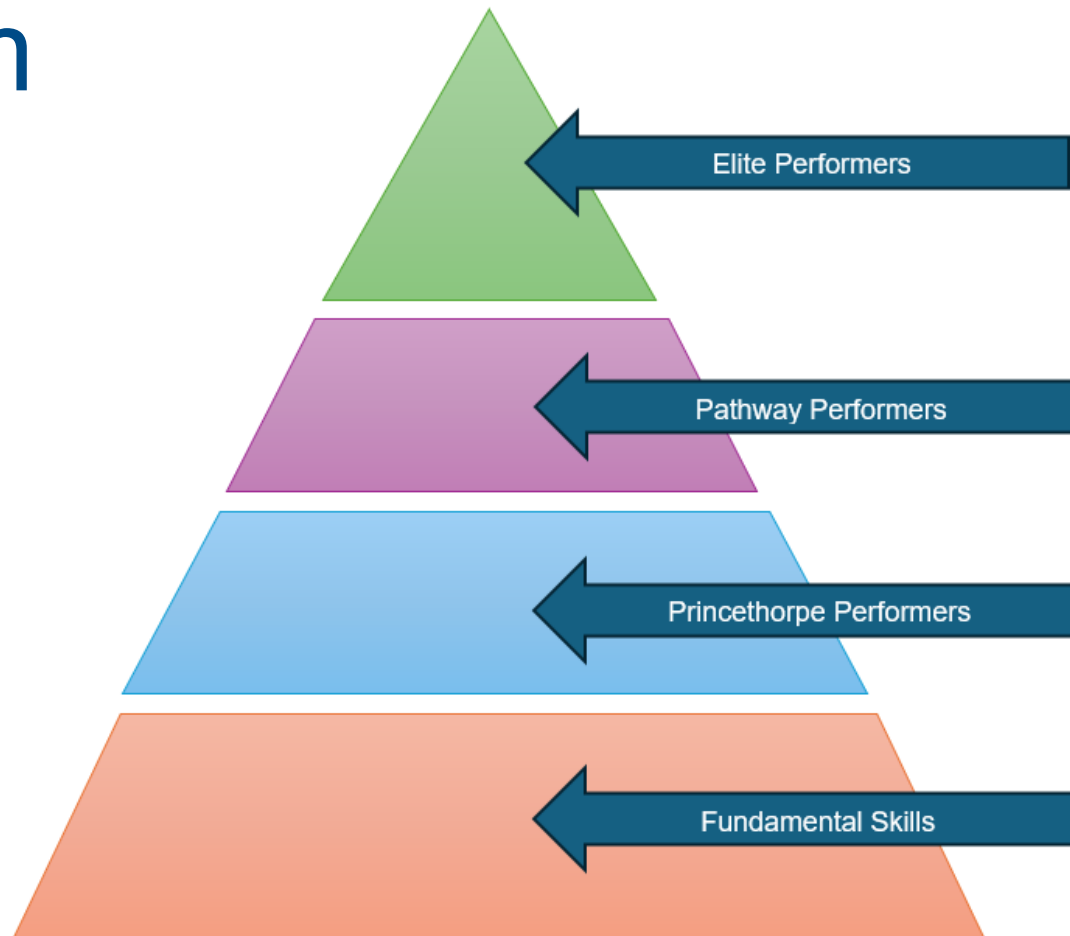 n
Elite Performers
Pathway Performers
Princethorpe Performers
Fundamental Skills